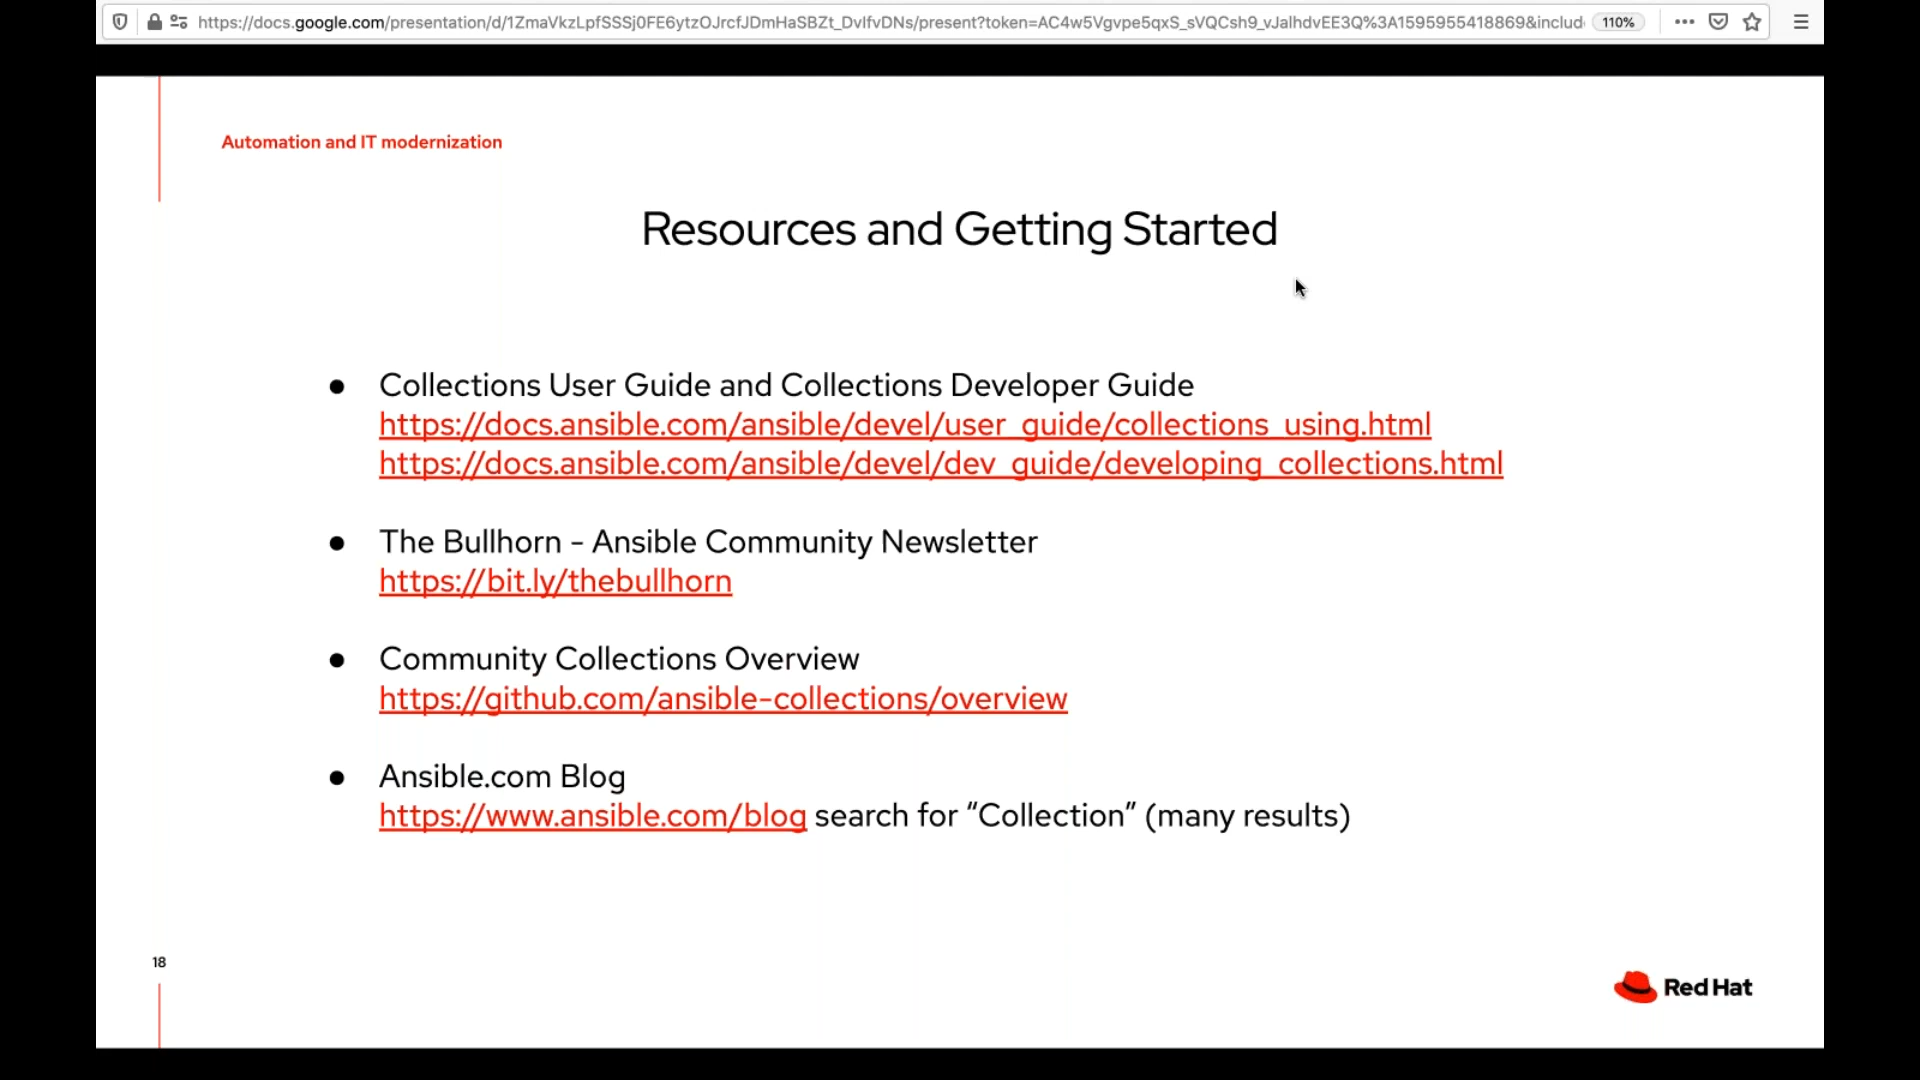 https://docs.google.com/presentation/d/1ZmaVkzLpfSSSj0FE6ytzOJrcfJDmHaSBZt_DvlfvDNs/present?token=AC4w5Vgvpe5qxS_sVQCsh9_vJalhdvEE3Q%3A1595955418869&includ 110%
Automation and IT modernization
Resources and Getting Started
● Collections User Guide and Collections Developer Guide
https://docs.ansible.com/ansible/devel/user_guide/collections_using.html
https://docs.ansible.com/ansible/devel/dev_guide/developing_collections.html
● The Bullhorn - Ansible Community Newsletter
https://bit.ly/thebullhorn
● Community Collections Overview
https://github.com/ansible-collections/overview
● Ansible.com Blog
https://www.ansible.com/blog search for “Collection” (many results)
18
Red Hat